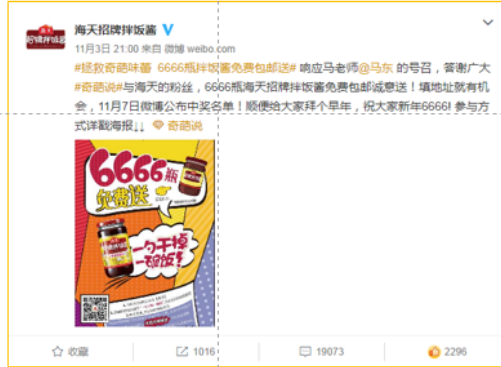 海天招牌拌饭酱
11月3日 21:00 来自 微博 weibo.com
#拯救奇葩味蕾 6666瓶拌饭酱免费包邮送# 响应马老师@马东 的号召，答谢广大
#奇葩说#与海天的粉丝，6666瓶海天招牌拌饭酱免费包邮诚意送！填地址就有机
会，11月7日微博公布中奖名单！顺便给大家拜个早年，祝大家新年6666! 参与方
式详戳海报↓↓ 奇葩说
6666瓶
免费送
一勺干掉
一碗饭！
收藏
1016
19073
2296